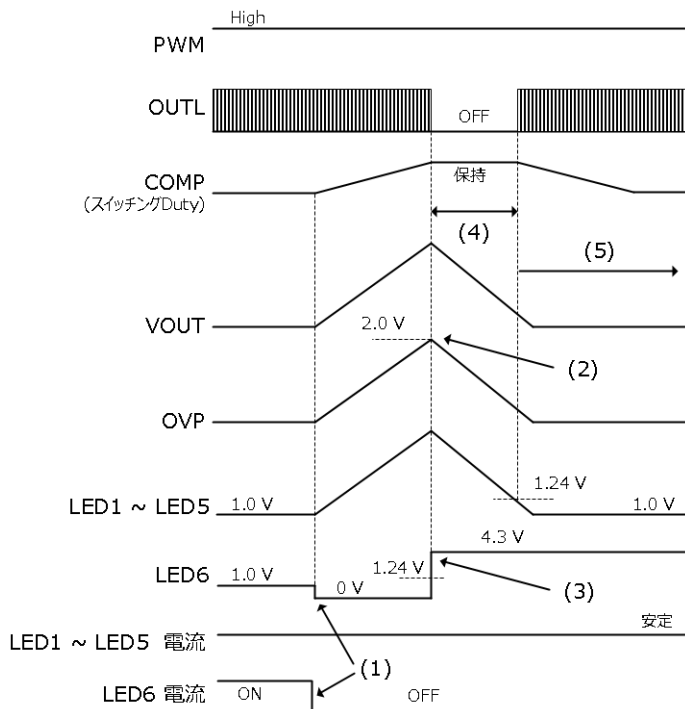 High
PWM
OUTL
OFF
COMP
(スイッチングDuty)
保持
(4)
(5)
VOUT
2.0 V
(2)
OVP
1.24 V
LED1 ~ LED5
1.0 V
1.0 V
4.3 V
LED6
1.0 V
0 V
1.24 V
(3)
安定
LED1 ~ LED5 電流
(1)
LED6 電流
ON
OFF